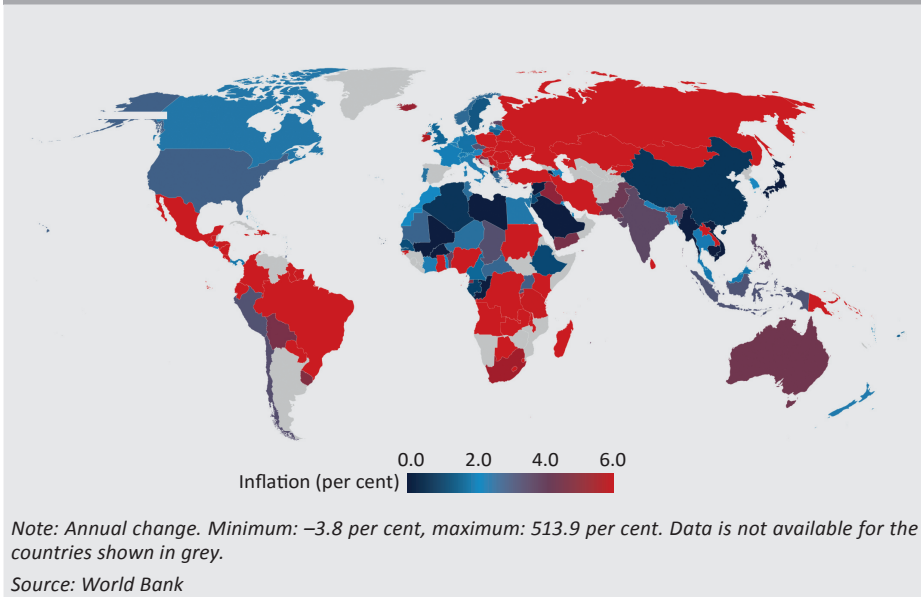 0.0 2.0 4.0 6.0
Inflation (per cent)
Note: Annual change. Minimum: –3.8 per cent, maximum: 513.9 per cent. Data is not available for the
countries shown in grey.
Source: World Bank